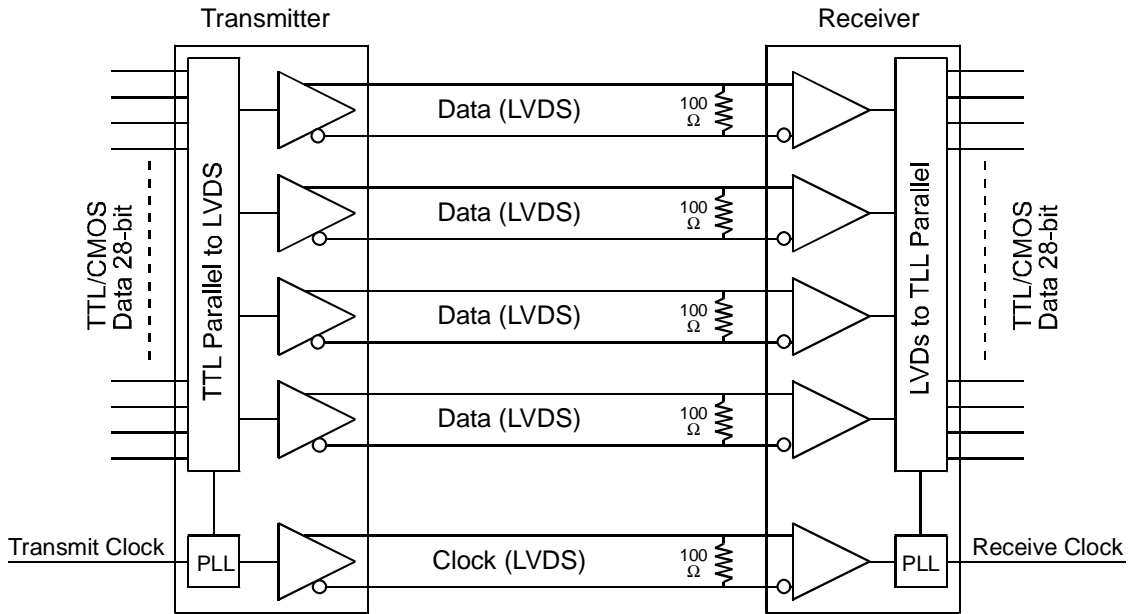 Transmitter
Receiver
TTL/CMOS
Data 28-bit
TTL Parallel to LVDS
Data (LVDS)
100
Ω
Data (LVDS)
100
Ω
Data (LVDS)
100
Ω
Data (LVDS)
100
Ω
LVDs to TLL Parallel
TTL/CMOS
Data 28-bit
Transmit Clock
PLL
Clock (LVDS)
100
Ω
PLL
Receive Clock